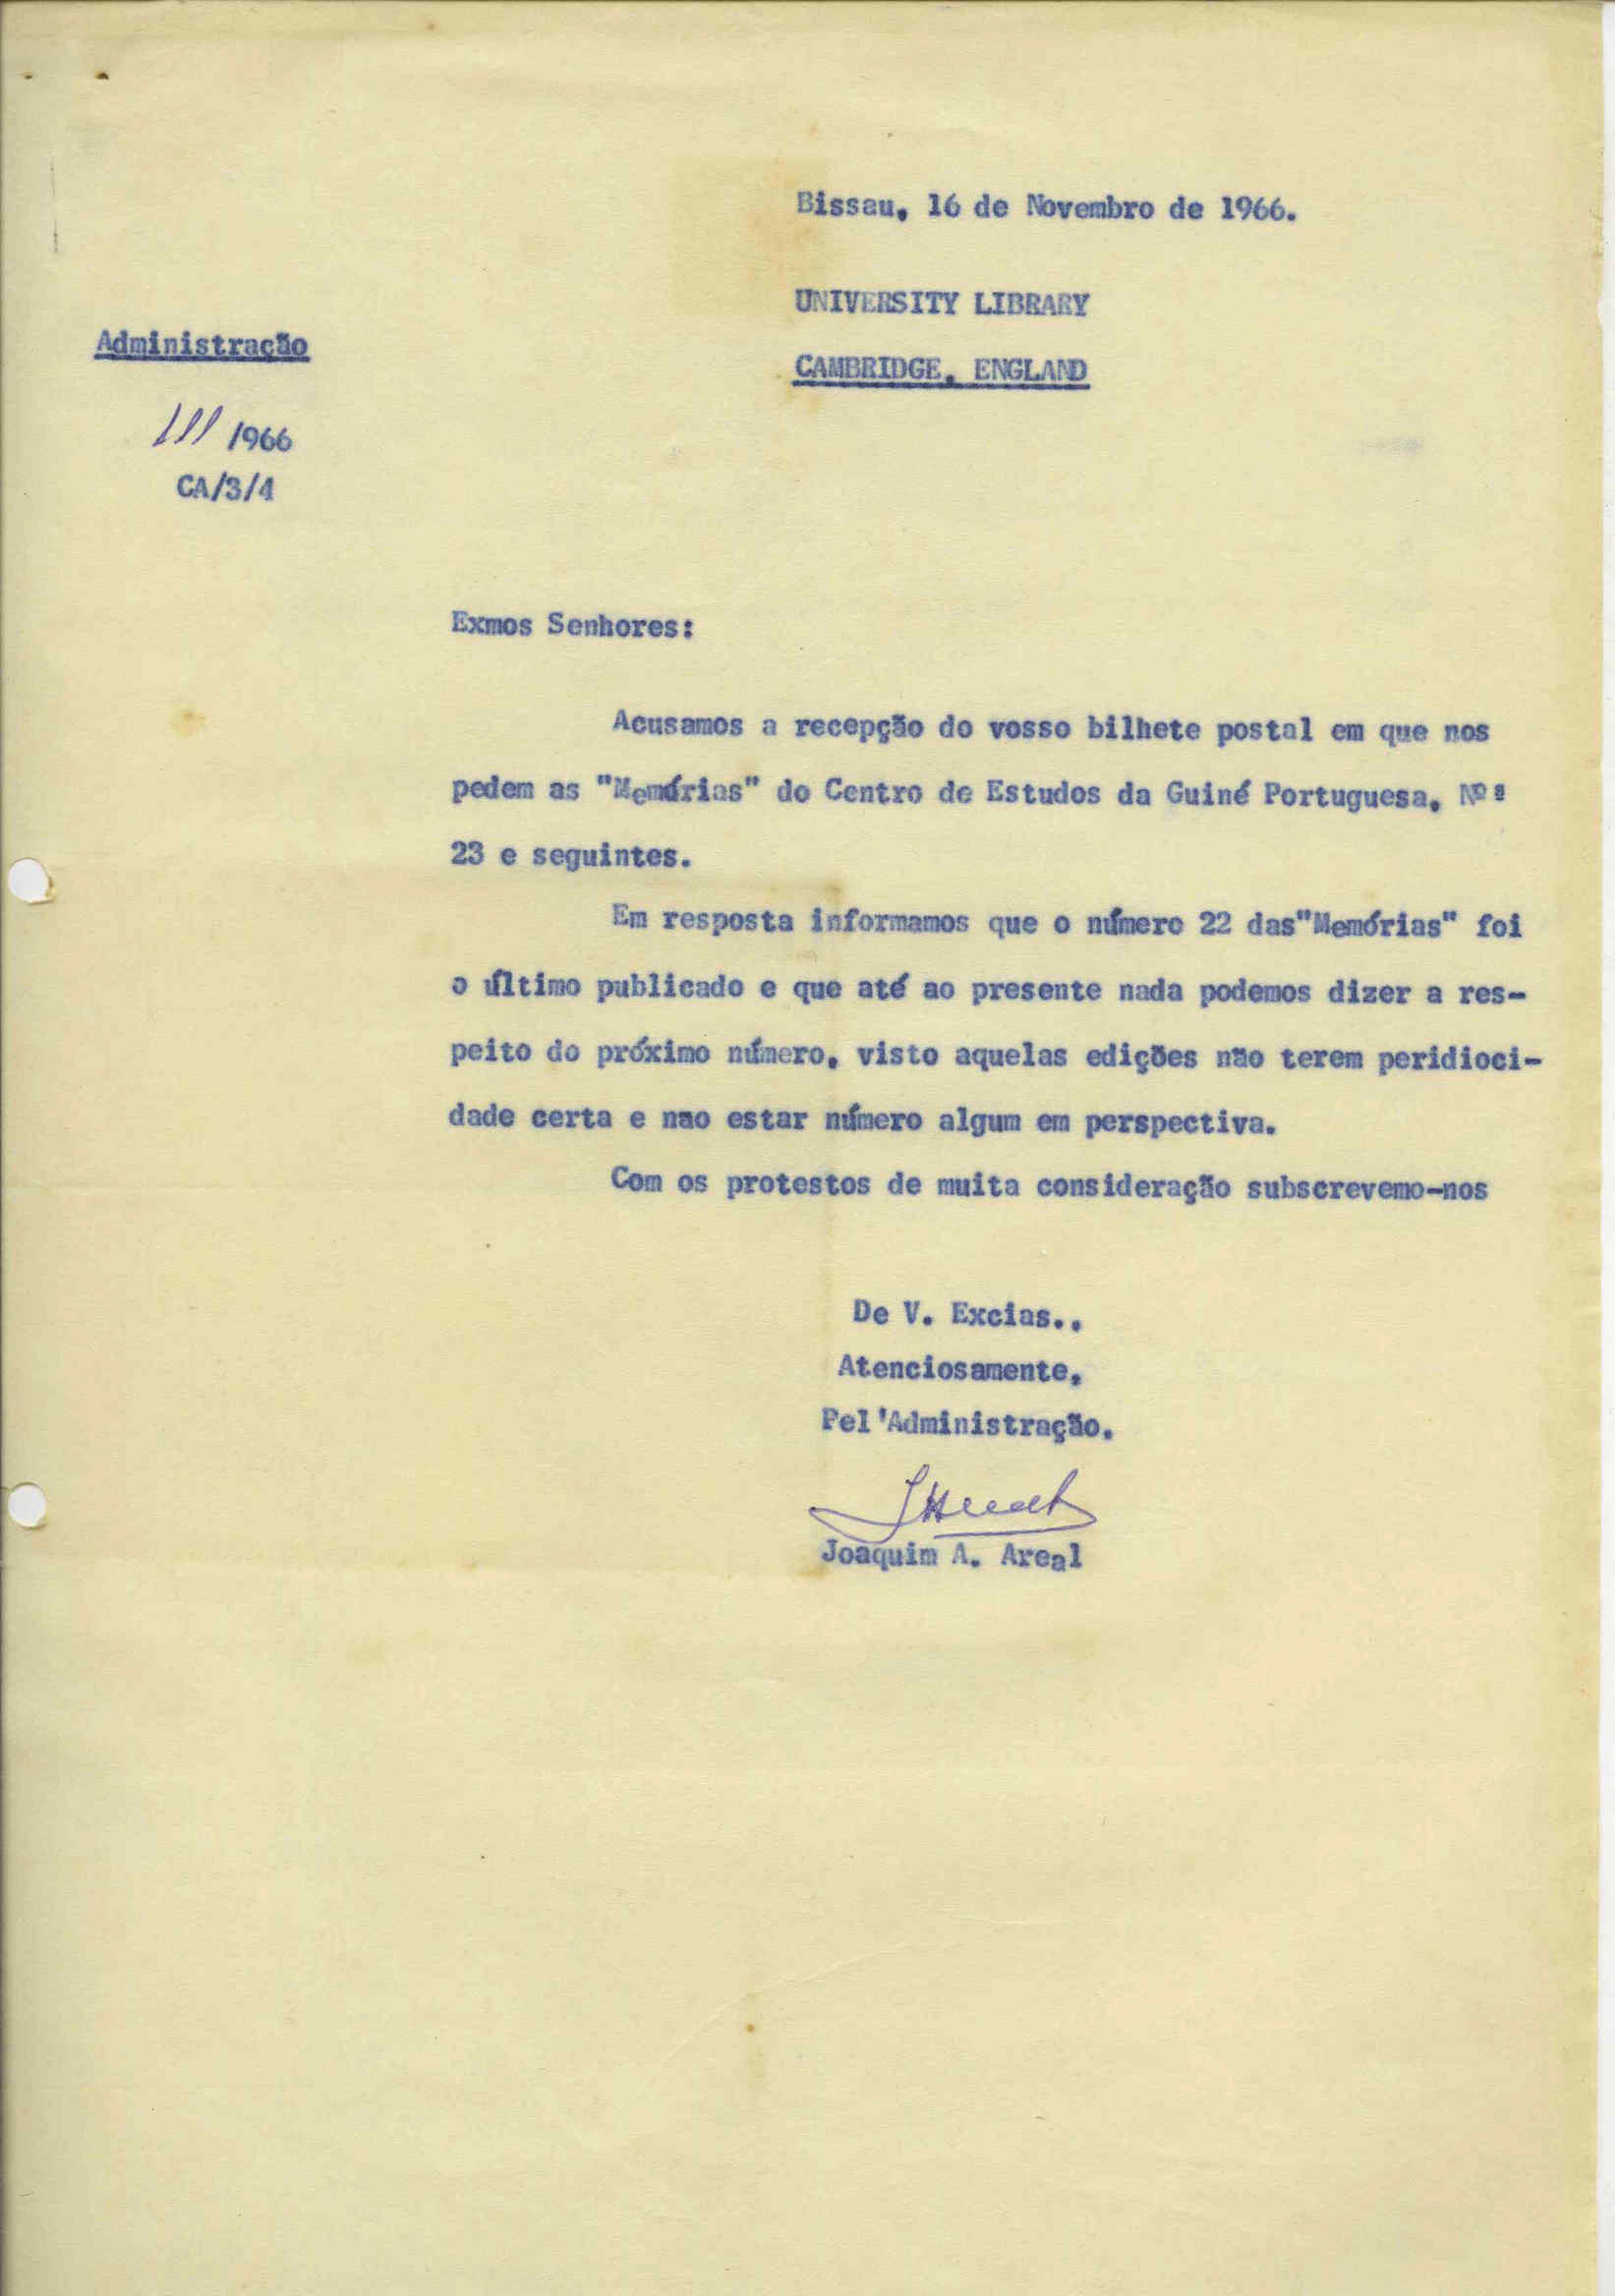 Bissau, 16 de Novembro de 1966.
UNIVERSITY LIBRARY
CAMBRIDGE, ENGLAND
Administração
111/966
CA/3/4
Exmos Senhores:
Acusamos a recepção do vosso bilhete postal em que nos
pedem as "Memórias" do Centro de Estudos da Guiné Portuguesa, Nºs
23 e seguintes.
Em resposta informamos que o número 22 das"Memórias" foi
o último publicado e que até ao presente nada podemos dizer a res-
peito do próximo número, visto aquelas edições não terem peridioci-
dade certa e nao estar número algum em perspectiva.
Com os protestos de muita consideração subscrevemo-nos
De V. Excias.,
Atenciosamente,
Pel'Administração,
Joaquim A. Areal